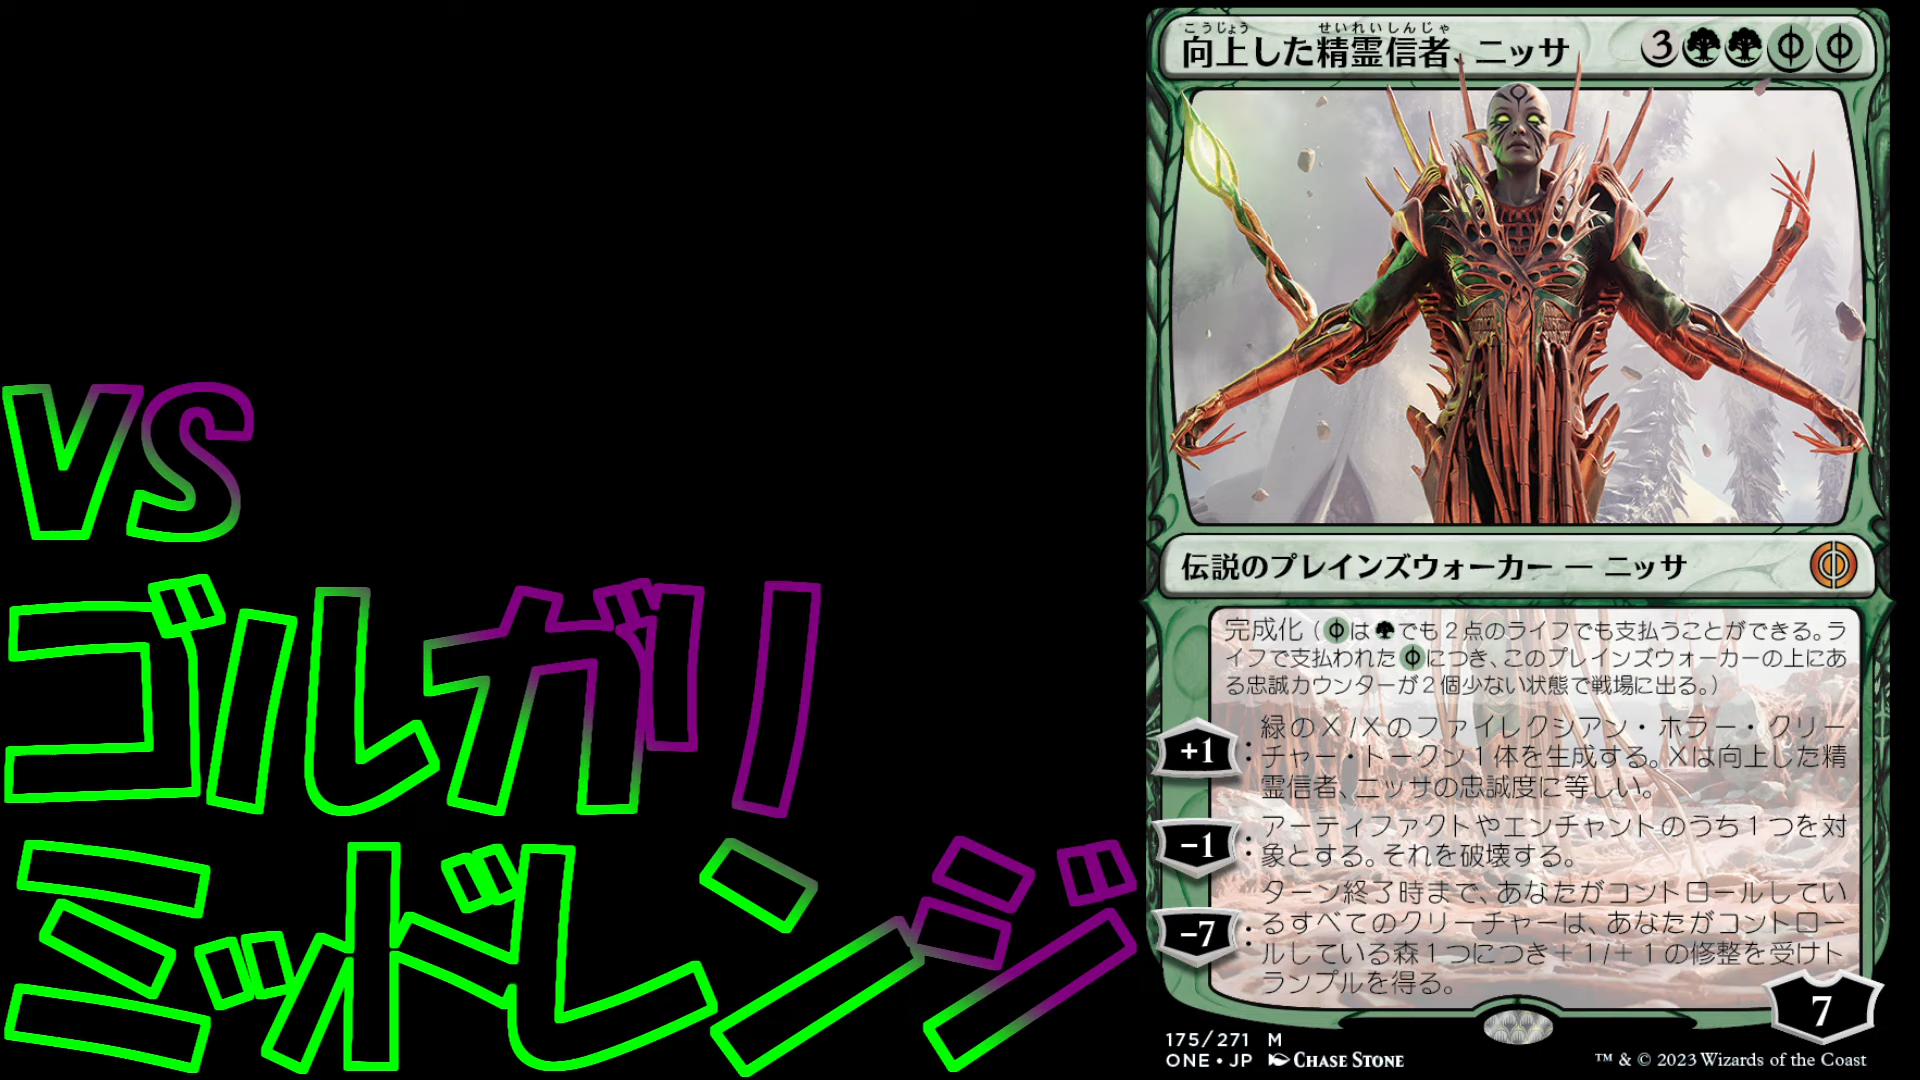 VS
ゴルガリ
ミッドレンジ
こうじょう せいれいしんじゃ
向上した精霊信者、ニッサ 3
伝説のプレインズウォーカー — ニッサ
完成化(は でも2点のライフでも支払うことができる。ラ
イフで支払われた につき、このプレインズウォーカーの上にあ
る忠誠カウンターが2個少ない状態で戦場に出る。)
+1 : 緑のX/Xのファイレクシアン・ホラー・クリー
チャー・トークン1体を生成する。Xは向上した精
霊信者、ニッサの忠誠度に等しい。
-1 : アーティファクトやエンチャントのうち1つを対
象とする。それを破壊する。
-7 : ターン終了時まで、あなたがコントロールしてい
るすべてのクリーチャーは、あなたがコントロー
ルしている森1つにつき+1/+1の修整を受けト
ランプルを得る。
7
175/271 M
ONE • JP CHASE STONE
™ & © 2023 Wizards of the Coast